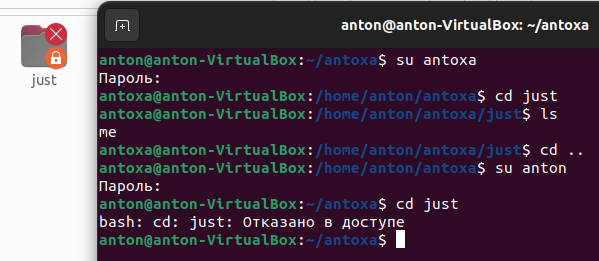 just
anton@anton-VirtualBox: ~/antoxa
anton@anton-VirtualBox:~/antoxa$ su antoxa
Пароль:
antoxa@anton-VirtualBox:/home/anton/antoxa$ cd just
antoxa@anton-VirtualBox:/home/anton/antoxa/just$ ls
me
antoxa@anton-VirtualBox:/home/anton/antoxa/just$ cd ..
antoxa@anton-VirtualBox:/home/anton/antoxa$ su anton
Пароль:
anton@anton-VirtualBox:~/antoxa$ cd just
bash: cd: just: Отказано в доступе
anton@anton-VirtualBox:~/antoxa$